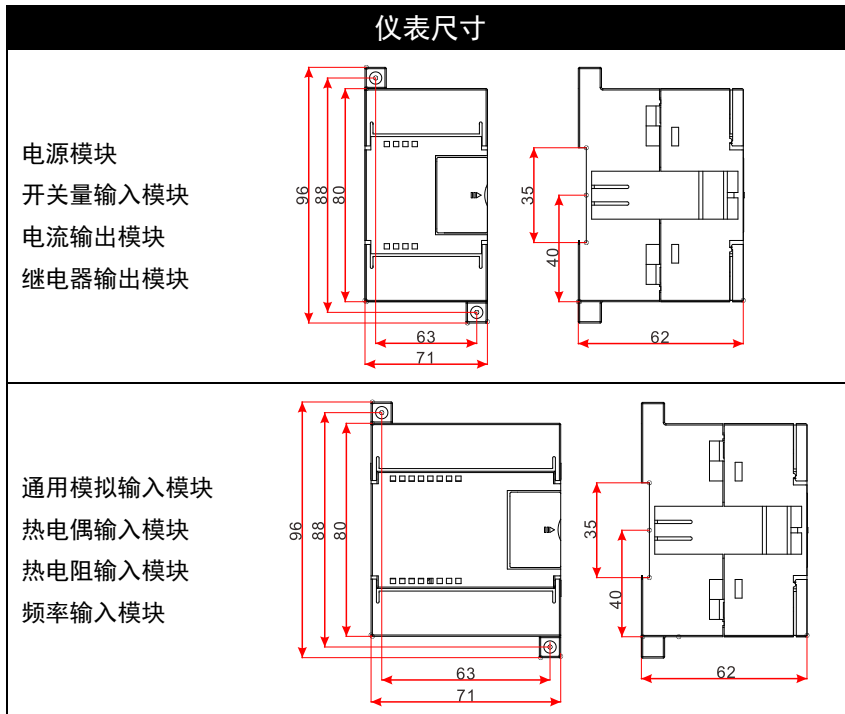 仪表尺寸
电源模块
开关量输入模块
电流输出模块
继电器输出模块
96
88
80
63
71
35
40
62
通用模拟输入模块
热电偶输入模块
热电阻输入模块
频率输入模块
96
88
80
63
71
35
40
62